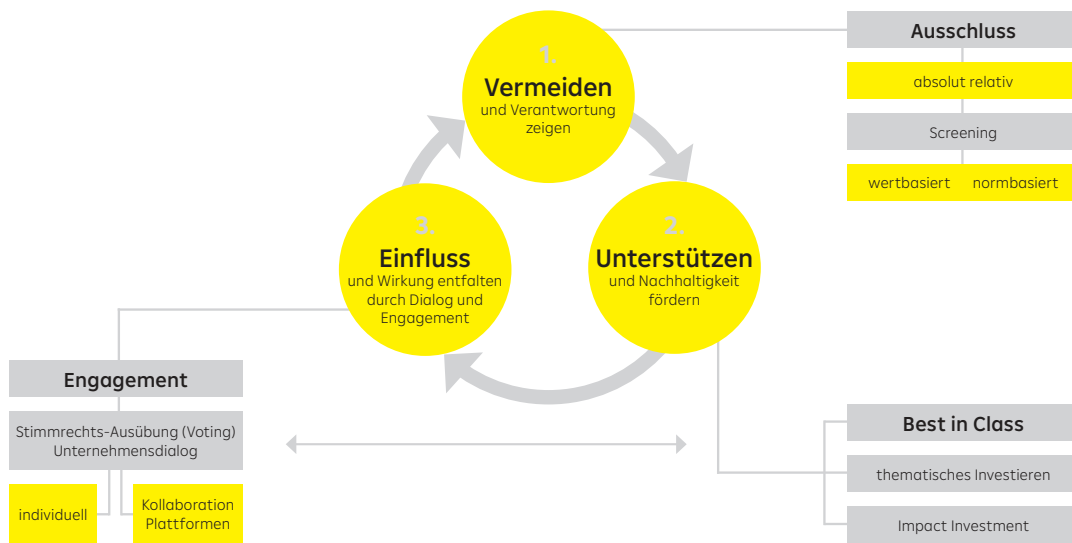 1.
Vermeiden
und Verantwortung
zeigen
2.
Unterstützen
und Nachhaltigkeit
fördern
3.
Einfluss
und Wirkung entfalten
durch Dialog und
Engagement
Ausschluss
absolut relativ
Screening
wertbasiert normbasiert
Engagement
Stimmrechts-Ausübung (Voting)
Unternehmensdialog
individuell
Kollaboration
Plattformen
Best in Class
thematisches Investieren
Impact Investment